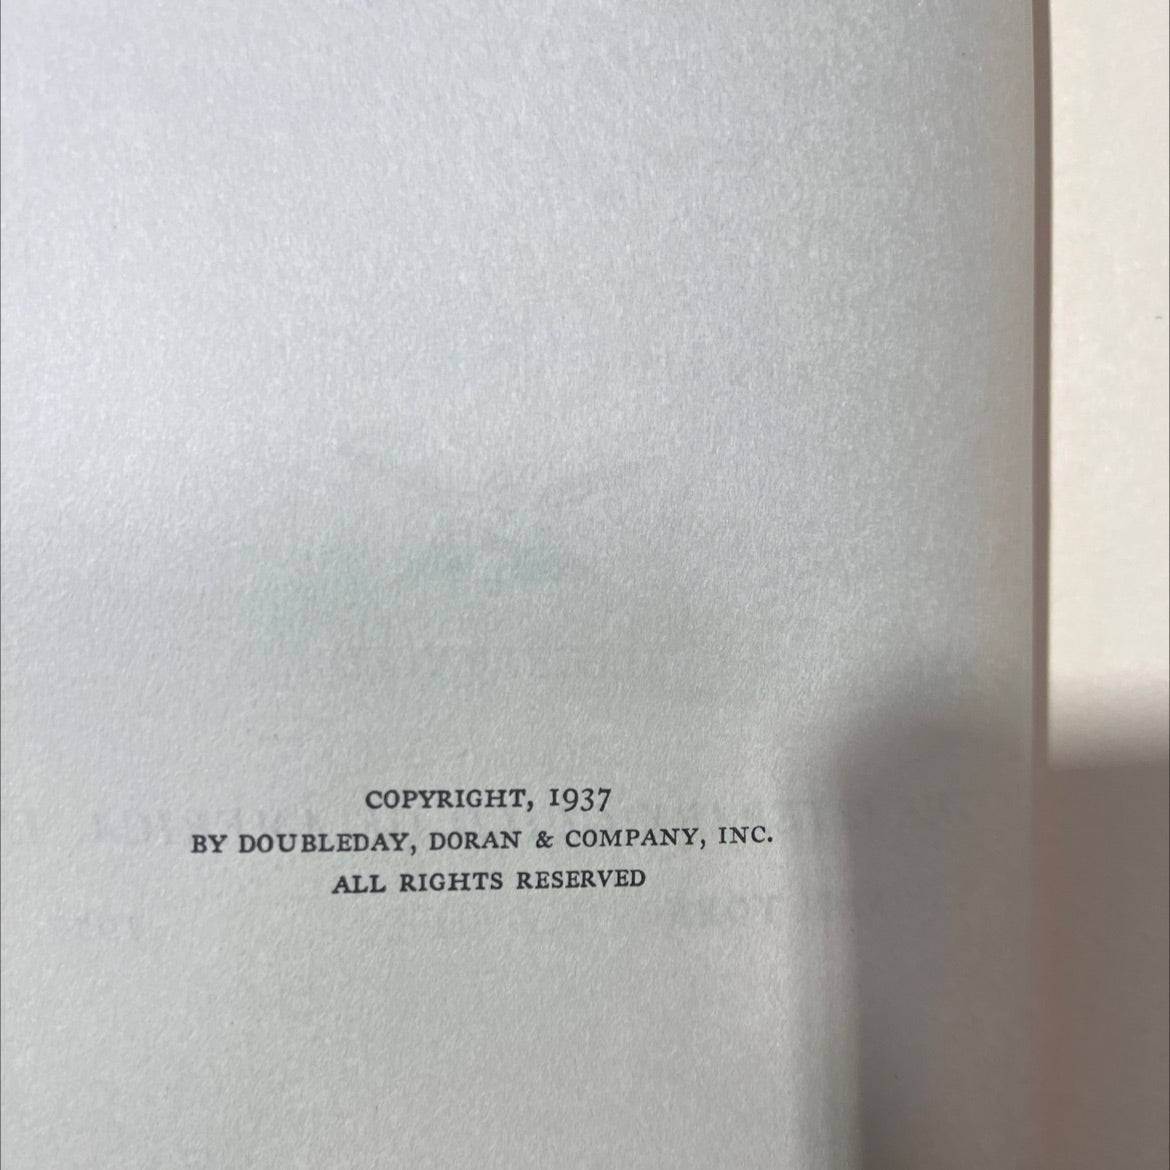 COPYRIGHT, 1937
BY DOUBLEDAY, DORAN & COMPANY, INC.
ALL RIGHTS RESERVED